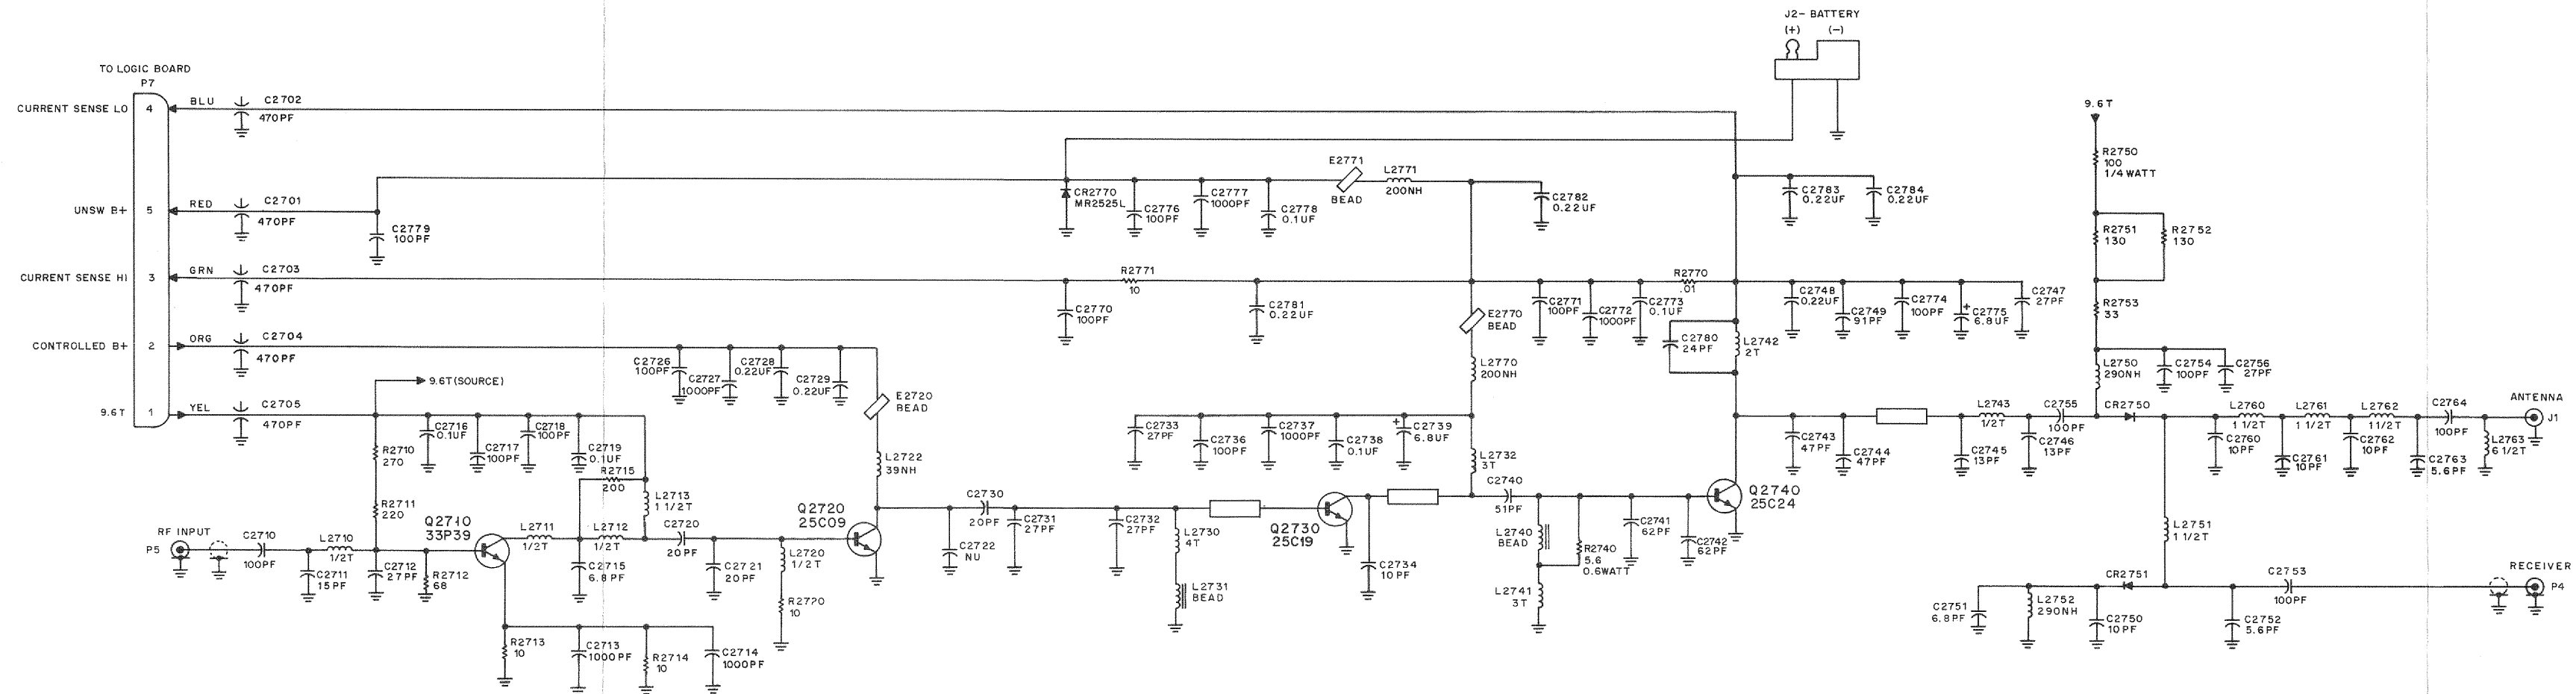 J2- BATTERY
(+) (-)
TO LOGIC BOARD
P7
CURRENT SENSE LO 4 BLU C2702
470PF
UNSW B+ 5 RED C2701
470PF
C2779
100PF
CURRENT SENSE HI 3 GRN C2703
470PF
CONTROLLED B+ 2 ORG C2704
470PF
9.6T(SOURCE)
9.6T 1 YEL C2705
470PF
CR2770
MR2525L
C2776
100PF
C2777
1000PF
C2778
0.1UF
E2771
BEAD
L2771
200NH
C2782
0.22UF
C2783
0.22UF
C2784
0.22UF
9.6T
R2750
100
1/4 WATT
R2751
130
R2752
130
R2753
33
R2771
10
C2770
100PF
C2781
0.22UF
E2770
BEAD
C2771
100PF
C2772
1000PF
C2773
0.1UF
R2770
.01
C2748
0.22UF
C2749
91PF
C2774
100PF
+
C2775
6.8UF
C2747
27PF
C2780
24PF
L2742
2T
L2770
200NH
C2726
100PF
C2727
1000PF
C2728
0.22UF
C2729
0.22UF
E2720
BEAD
L2722
39NH
L2750
290NH
C2754
100PF
C2756
27PF
R2710
270
C2716
0.1UF
C2717
100PF
C2718
100PF
C2719
0.1UF
R2715
200
L2713
1 1/2T
R2711
220
C2733
27PF
C2736
100PF
C2737
1000PF
C2738
0.1UF
+
C2739
6.8UF
L2732
3T
C2740
51PF
C2743
47PF
C2744
47PF
C2745
13PF
L2743
1/2T
C2746
13PF
C2755
100PF
CR2750
L2760
1 1/2T
L2761
1 1/2T
L2762
11/2T
C2760
10PF
C2761
10PF
C2762
10PF
C2763
5.6PF
C2764
100PF
L2763
6 1/2T
ANTENNA
J1
RF INPUT
P5
C2710
100PF
C2711
15PF
L2710
1/2T
C2712
27PF
R2712
68
Q2710
33P39
L2711
1/2T
L2712
1/2T
C2715
6.8PF
C2720
20PF
C2721
20PF
L2720
1/2T
R2720
10
Q2720
25C09
C2722
NU
C2730
20PF
C2731
27PF
C2732
27PF
L2730
4T
L2731
BEAD
Q2730
25C19
C2734
10PF
L2740
BEAD
R2740
5.6
0.6WATT
L2741
3T
C2741
62PF
C2742
62PF
Q2740
25C24
R2713
10
C2713
1000PF
R2714
10
C2714
1000PF
L2751
1 1/2T
C2751
6.8PF
L2752
290NH
C2750
10PF
CR2751
C2752
5.6PF
C2753
100PF
RECEIVER
P4